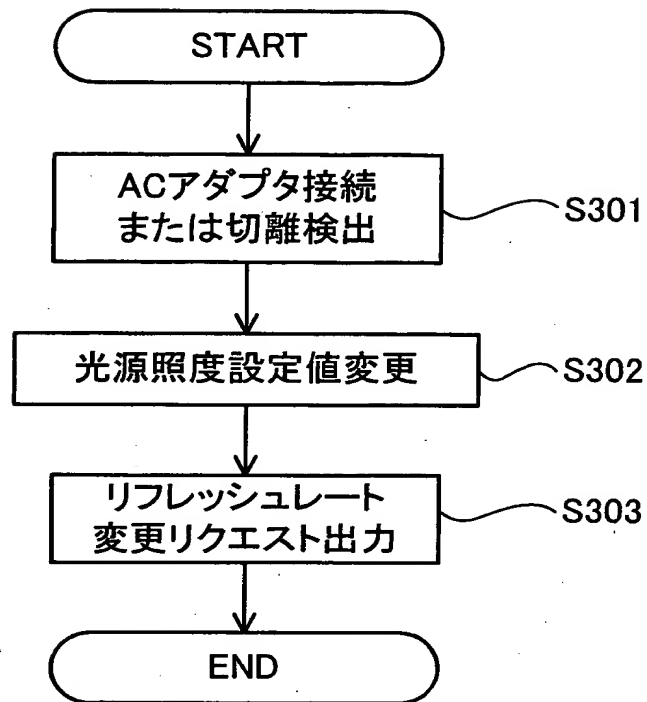 START
ACアダプタ接続
または切離検出
S301
光源照度設定値変更
S302
リフレッシュレート
変更リクエスト出力
S303
END